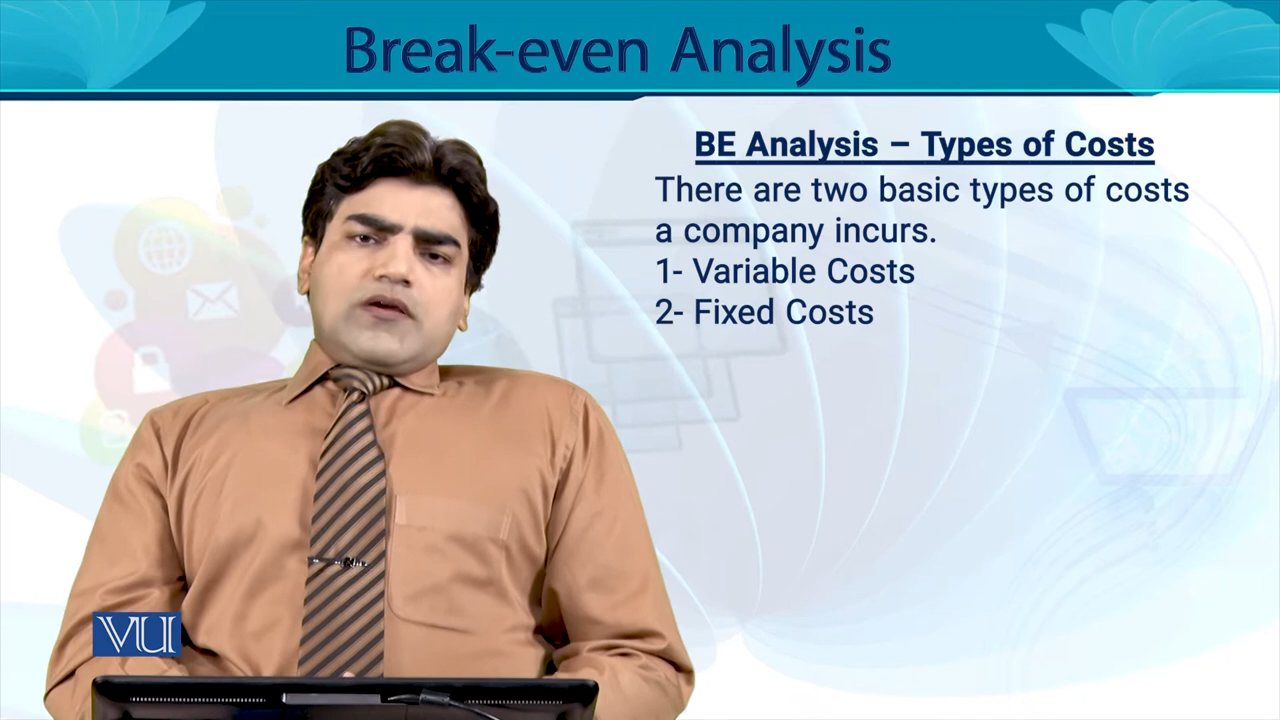 Break-even Analysis
BE Analysis – Types of Costs
There are two basic types of costs
a company incurs.
1- Variable Costs
2- Fixed Costs
VU